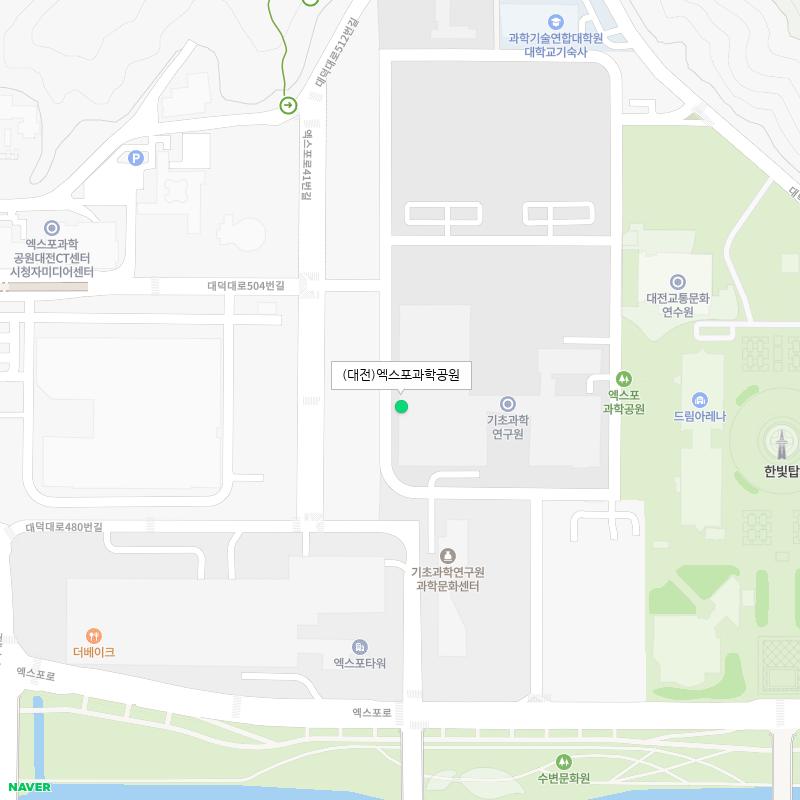 과학기술연합대학원
대학교기숙사
대덕대로512번길
P
엑스포로41번길
엑스포과학
공원대전CT센터
시청자미디어센터
대덕대로504번길
대전교통문화
연수원
(대전)엑스포과학공원
엑스포
과학공원
드림아레나
기초과학
연구원
한빛탑
대덕대로480번길
기초과학연구원
과학문화센터
더베이크
엑스포타워
엑스포로
엑스포로
수변문화원
NAVER